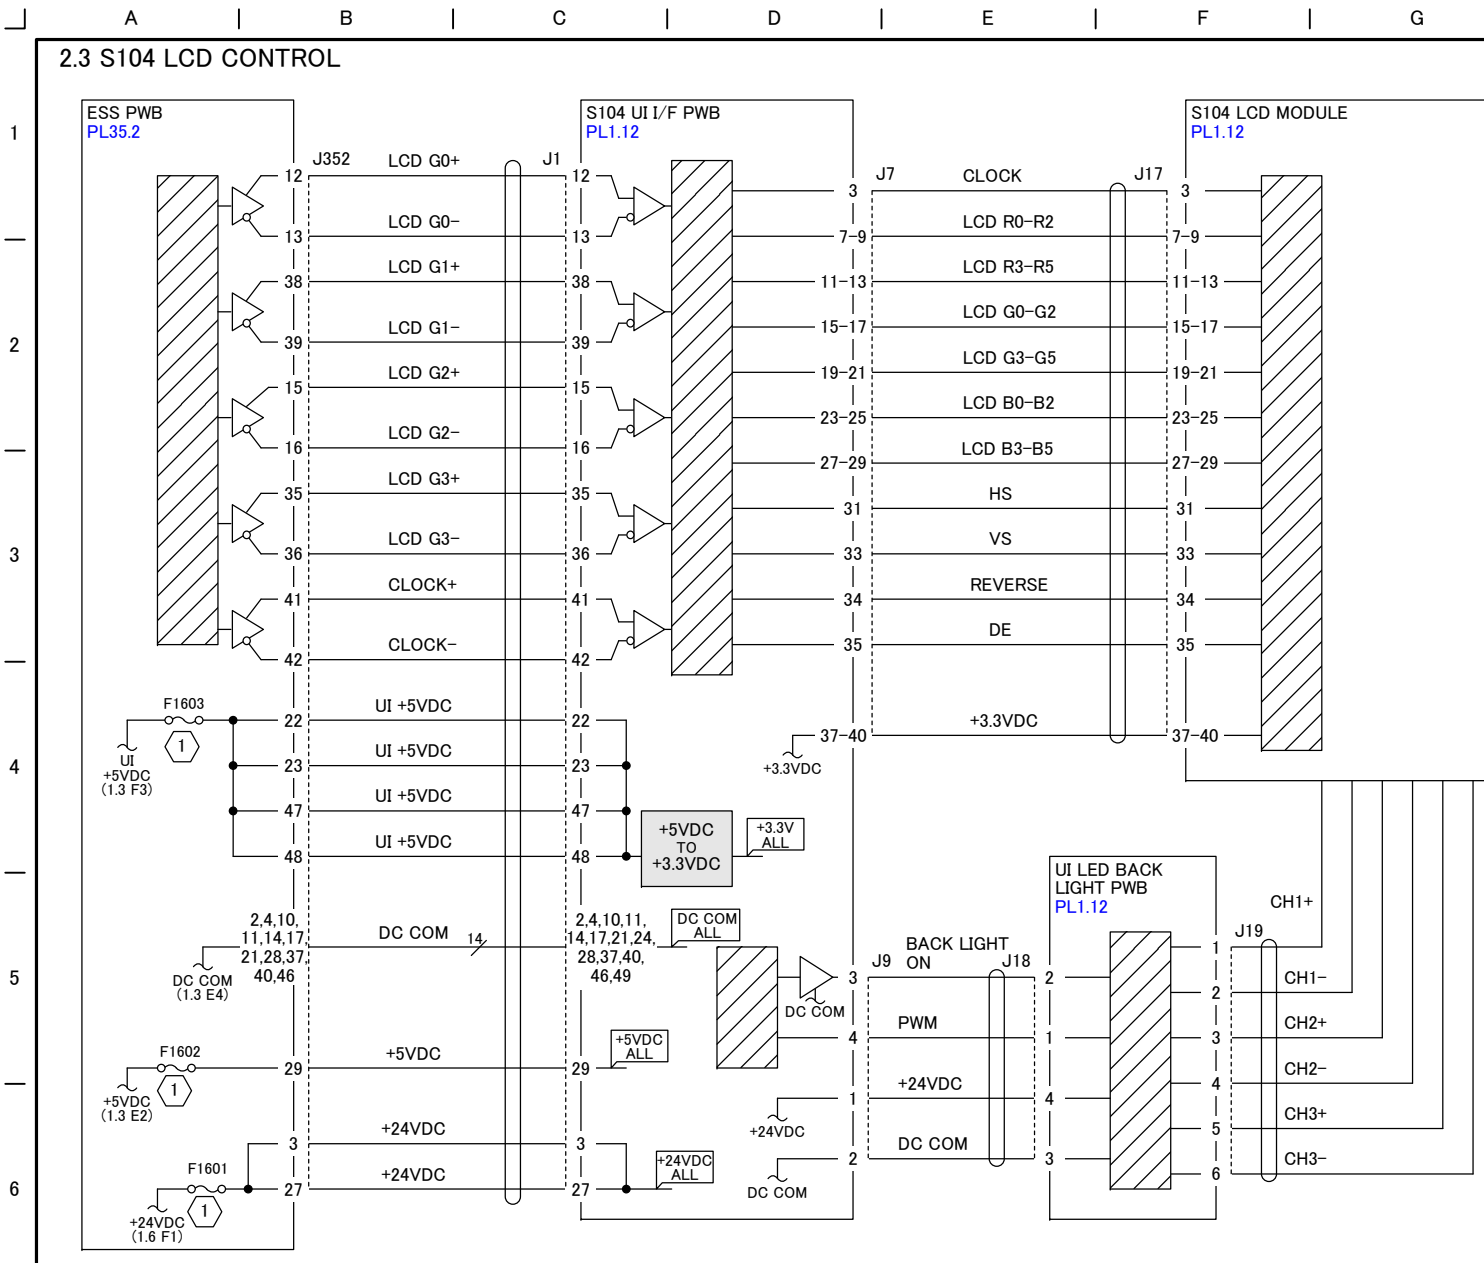 A B C D E F G
2.3 S104 LCD CONTROL
1
2
3
4
5
6
ESS PWB
PL35.2
J352
12
13
38
39
15
16
35
36
41
42
22
23
47
48
2,4,10,
11,14,17,
21,28,37,
40,46
29
3
27
F1603
1
UI
+5VDC
(1.3 F3)
DC COM
(1.3 E4)
F1602
1
+5VDC
(1.3 E2)
F1601
1
+24VDC
(1.6 F1)
LCD G0+
LCD G0-
LCD G1+
LCD G1-
LCD G2+
LCD G2-
LCD G3+
LCD G3-
CLOCK+
CLOCK-
UI +5VDC
UI +5VDC
UI +5VDC
UI +5VDC
DC COM
14
+5VDC
+24VDC
+24VDC
S104 UI I/F PWB
PL1.12
J1
12
13
38
39
15
16
35
36
41
42
22
23
47
48
2,4,10,11,
14,17,21,24,
28,37,40,
46,49
29
3
27
+5VDC
TO
+3.3VDC
+3.3V
ALL
DC COM
ALL
+5VDC
ALL
+24VDC
ALL
3
7-9
11-13
15-17
19-21
23-25
27-29
31
33
34
35
37-40
+3.3VDC
DC COM
3
4
1
+24VDC
2
DC COM
J7
CLOCK
LCD R0-R2
LCD R3-R5
LCD G0-G2
LCD G3-G5
LCD B0-B2
LCD B3-B5
HS
VS
REVERSE
DE
+3.3VDC
J17
S104 LCD MODULE
PL1.12
3
7-9
11-13
15-17
19-21
23-25
27-29
31
33
34
35
37-40
J9
BACK LIGHT
ON
J18
PWM
+24VDC
DC COM
UI LED BACK
LIGHT PWB
PL1.12
2
1
4
3
1
2
3
4
5
6
J19
CH1+
CH1-
CH2+
CH2-
CH3+
CH3-